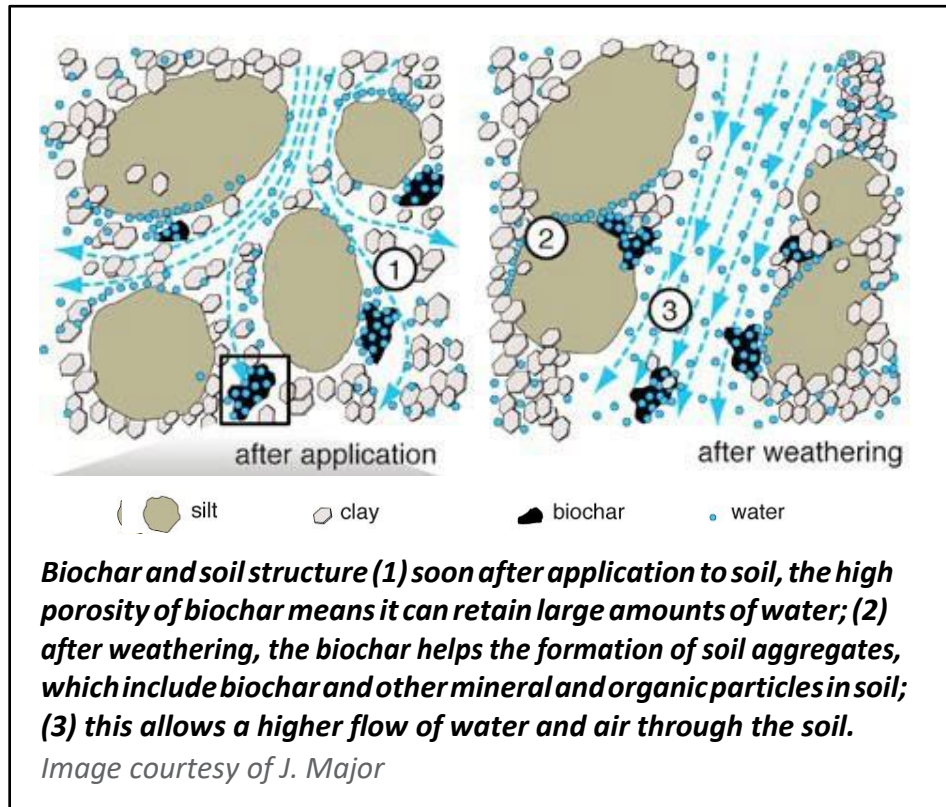 1
2
3
after application
after weathering
silt clay biochar water
Biochar and soil structure (1) soon after application to soil, the high
porosity of biochar means it can retain large amounts of water; (2)
after weathering, the biochar helps the formation of soil aggregates,
which include biochar and other mineral and organic particles in soil;
(3) this allows a higher flow of water and air through the soil.
Image courtesy of J. Major